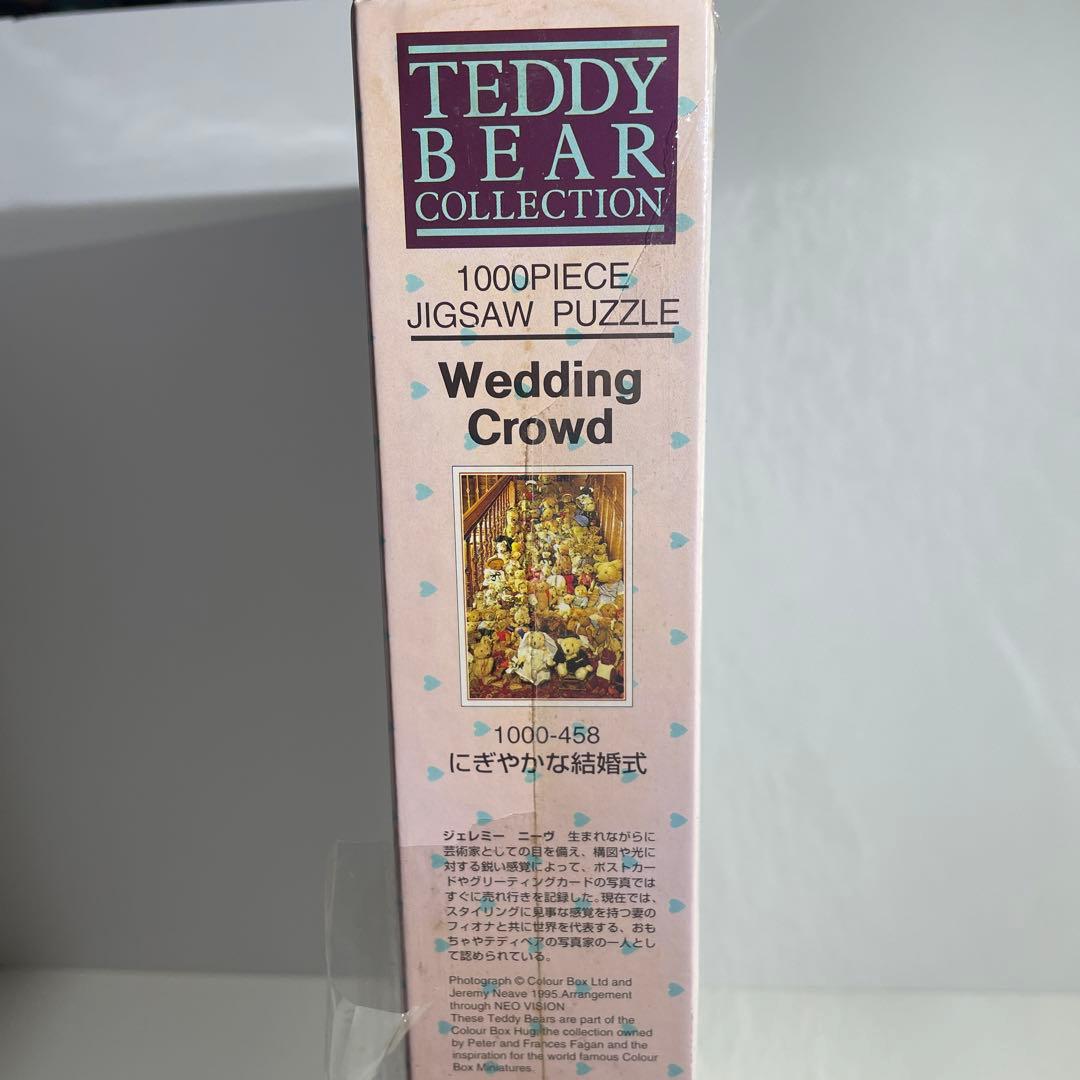 TEDDY
BEAR
COLLECTION
1000PIECE
JIGSAW PUZZLE
Wedding
Crowd
1000-458
にぎやかな結婚式
ジェレミー ニーヴ 生まれながらに
芸術家としての目を備え、構図や光に
対する鋭い感覚によって、ポストカー
ドやグリーティングカードの写真では
すぐに売れ行きを記録した。現在では、
スタイリングに見事な感覚を持つ妻の
フィオナと共に世界を代表する、おも
ちゃやテディベアの写真家の一人とし
て認められている。
Photograph © Colour Box Ltd and
Jeremy Neave 1995.Arrangement
through NEO VISION
These Teddy Bears are part of the
Colour Box Hug: the collection owned
by Peter and Frances Fagan and the
inspiration for the world famous Colour
Box Miniatures.